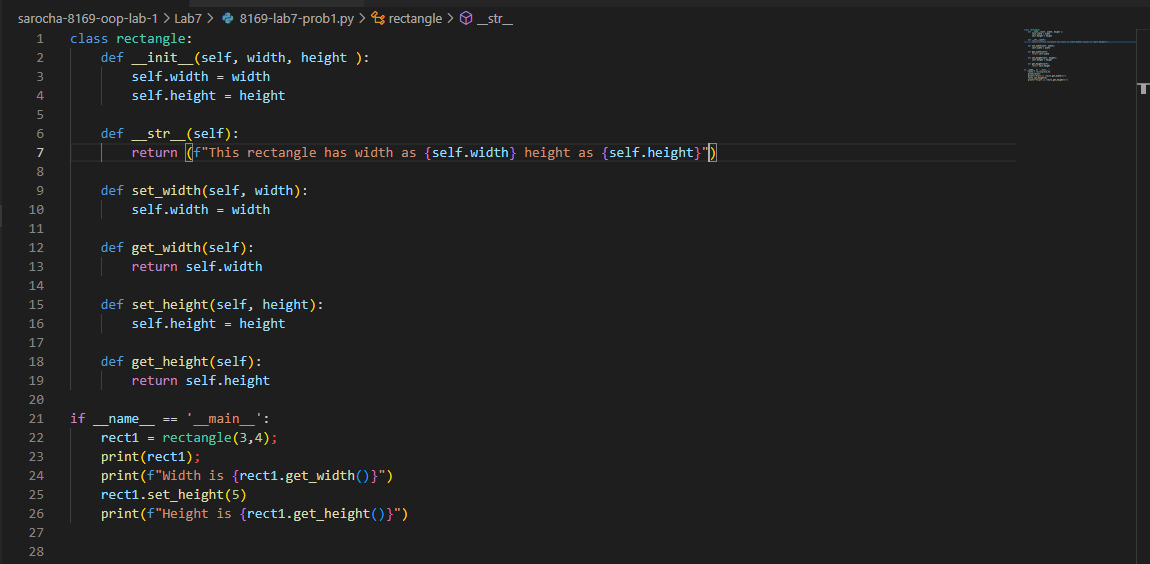 sarocha-8169-oop-lab-1 > Lab7 > 8169-lab7-prob1.py > rectangle > __str__
1 class rectangle:
2     def __init__(self, width, height ):
3         self.width = width
4         self.height = height
5
6     def __str__(self):
7         return (f"This rectangle has width as {self.width} height as {self.height}")
8
9     def set_width(self, width):
10         self.width = width
11
12     def get_width(self):
13         return self.width
14
15     def set_height(self, height):
16         self.height = height
17
18     def get_height(self):
19         return self.height
20
21 if __name__ == '__main__':
22     rect1 = rectangle(3,4);
23     print(rect1);
24     print(f"Width is {rect1.get_width()}")
25     rect1.set_height(5)
26     print(f"Height is {rect1.get_height()}")
27
28